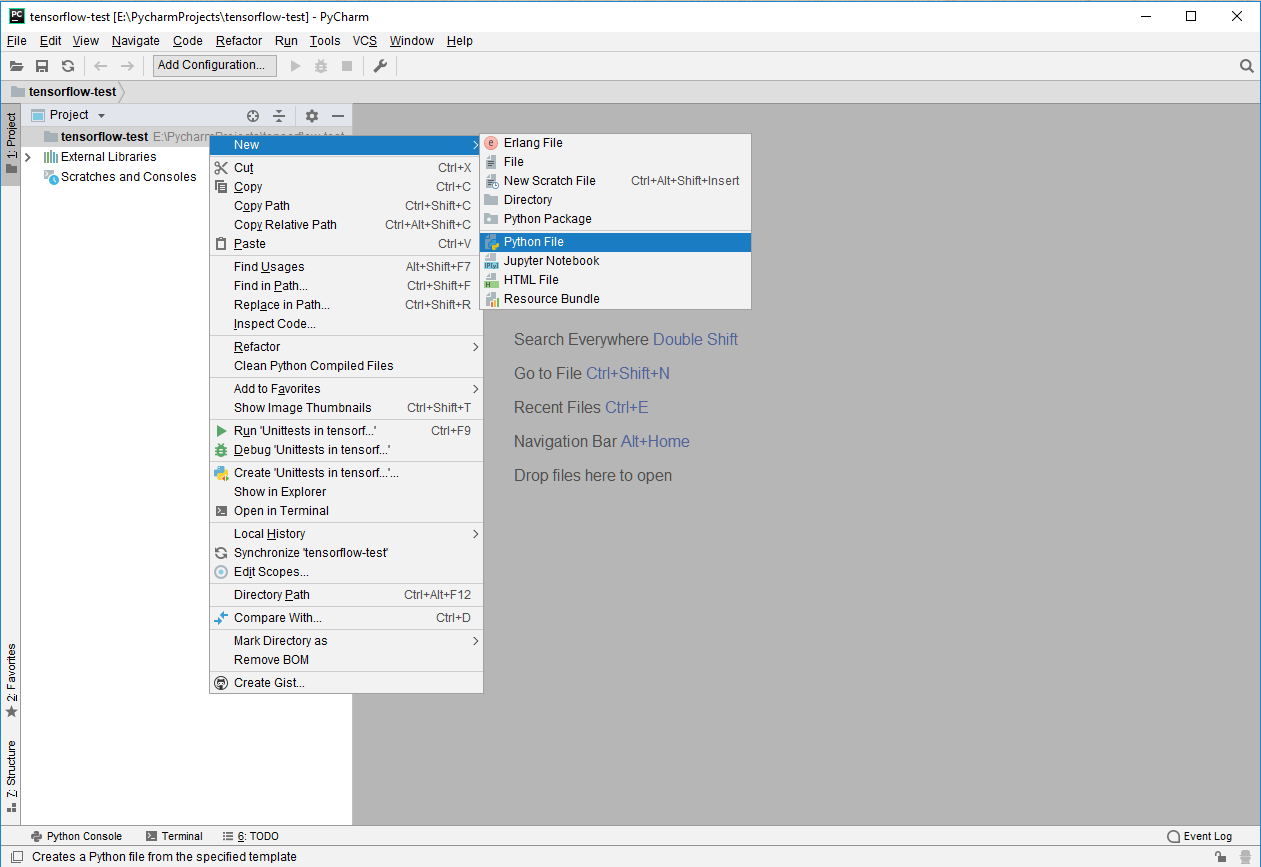 PC tensorflow-test [E:\PycharmProjects\tensorflow-test] - PyCharm
File Edit View Navigate Code Refactor Run Tools VCS Window Help
Add Configuration...
tensorflow-test
Project
1: Project
tensorflow-test E:\PycharmProjects\tensorflow-test
External Libraries
Scratches and Consoles
New
Cut Ctrl+X
Copy Ctrl+C
Copy Path Ctrl+Shift+C
Copy Relative Path Ctrl+Alt+Shift+C
Paste Ctrl+V
Find Usages Alt+Shift+F7
Find in Path... Ctrl+Shift+F
Replace in Path... Ctrl+Shift+R
Inspect Code...
Refactor
Clean Python Compiled Files
Add to Favorites
Show Image Thumbnails Ctrl+Shift+T
Run 'Unittests in tensorf...' Ctrl+F9
Debug 'Unittests in tensorf...'
Create 'Unittests in tensorf...'...
Show in Explorer
Open in Terminal
Local History
Synchronize 'tensorflow-test'
Edit Scopes...
Directory Path Ctrl+Alt+F12
Compare With... Ctrl+D
Mark Directory as
Remove BOM
Create Gist...
e Erlang File
File
New Scratch File Ctrl+Alt+Shift+Insert
Directory
Python Package
Python File
Jupyter Notebook
H HTML File
Resource Bundle
Search Everywhere Double Shift
Go to File Ctrl+Shift+N
Recent Files Ctrl+E
Navigation Bar Alt+Home
Drop files here to open
2: Favorites
7: Structure
Python Console Terminal 6: TODO Event Log
Creates a Python file from the specified template